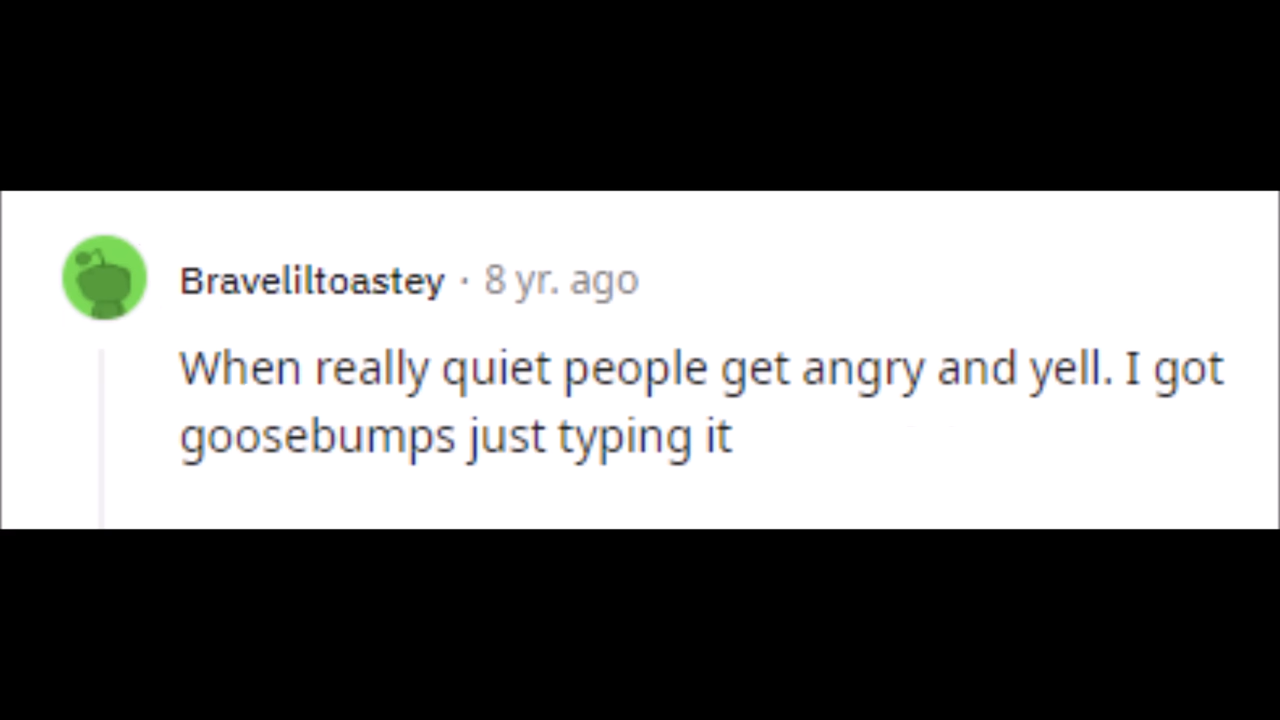 Braveliltoastey · 8 yr. ago
When really quiet people get angry and yell. I got
goosebumps just typing it